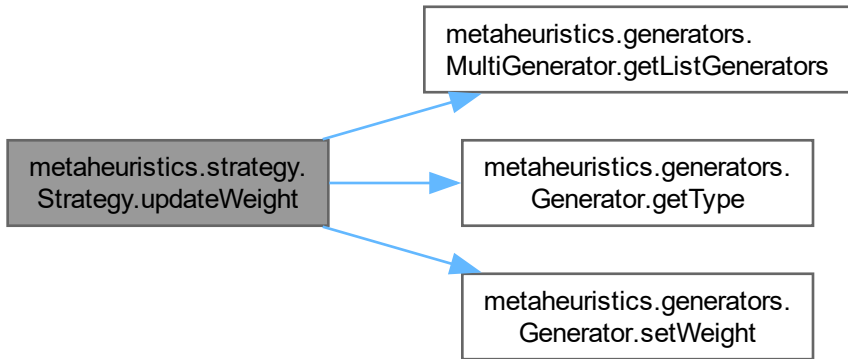 metaheuristics.strategy.
Strategy.updateWeight
metaheuristics.generators.
MultiGenerator.getListGenerators
metaheuristics.generators.
Generator.getType
metaheuristics.generators.
Generator.setWeight